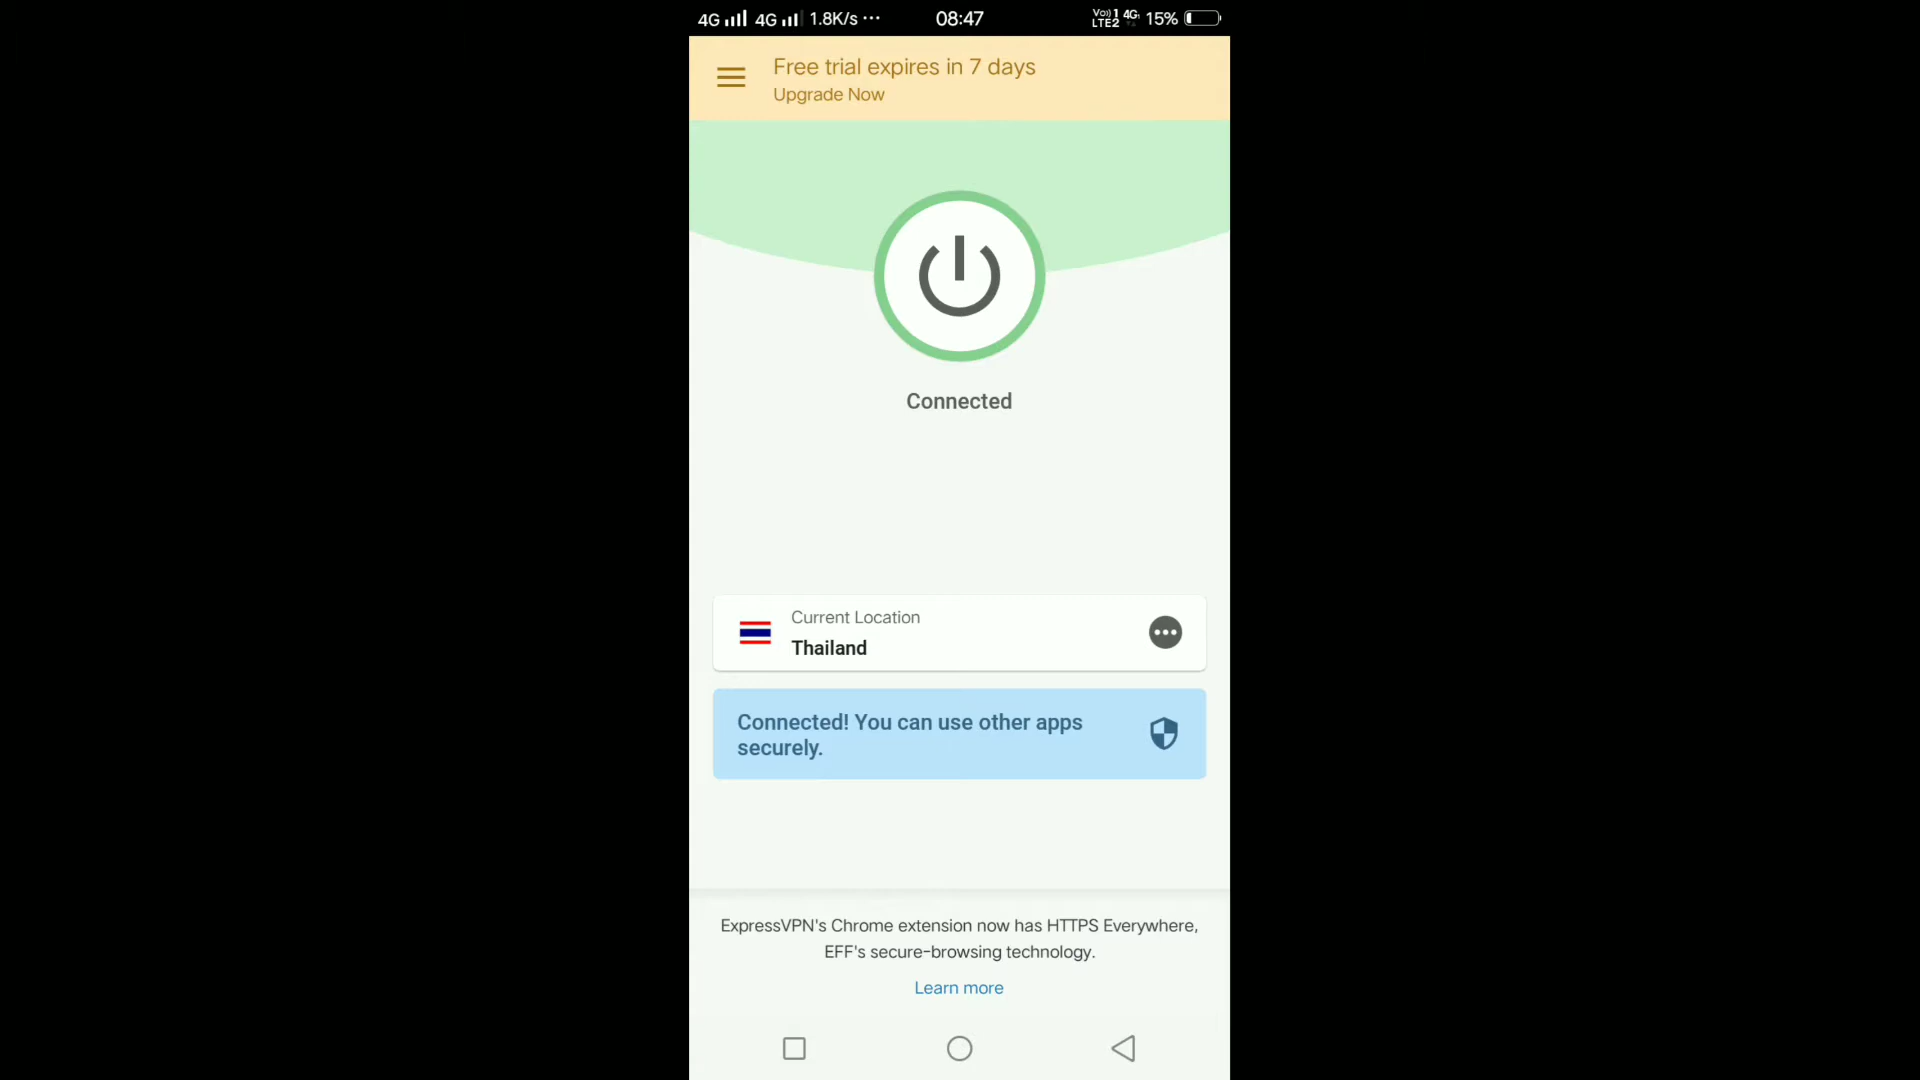 4G 4G 1.8K/s ··· 08:47 15%
Free trial expires in 7 days
Upgrade Now
Connected
Current Location
Thailand
Connected! You can use other apps
securely.
ExpressVPN's Chrome extension now has HTTPS Everywhere,
EFF's secure-browsing technology.
Learn more